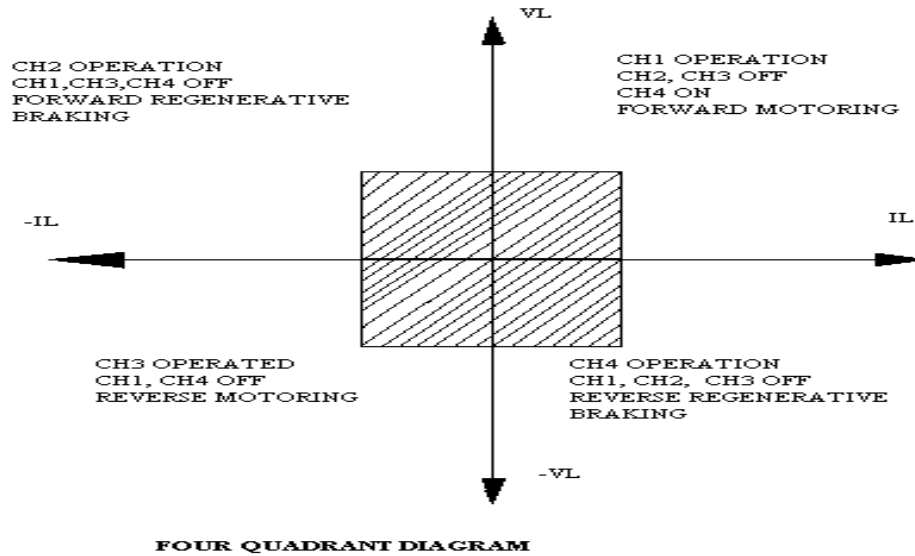 VL
CH2 OPERATION
CH1,CH3,CH4 OFF
FORWARD REGENERATIVE
BRAKING
CH1 OPERATION
CH2, CH3 OFF
CH4 ON
FORWARD MOTORING
-IL
IL
CH3 OPERATED
CH1, CH4 OFF
REVERSE MOTORING
CH4 OPERATION
CH1, CH2, CH3 OFF
REVERSE REGENERATIVE
BRAKING
-VL
FOUR QUADRANT DIAGRAM